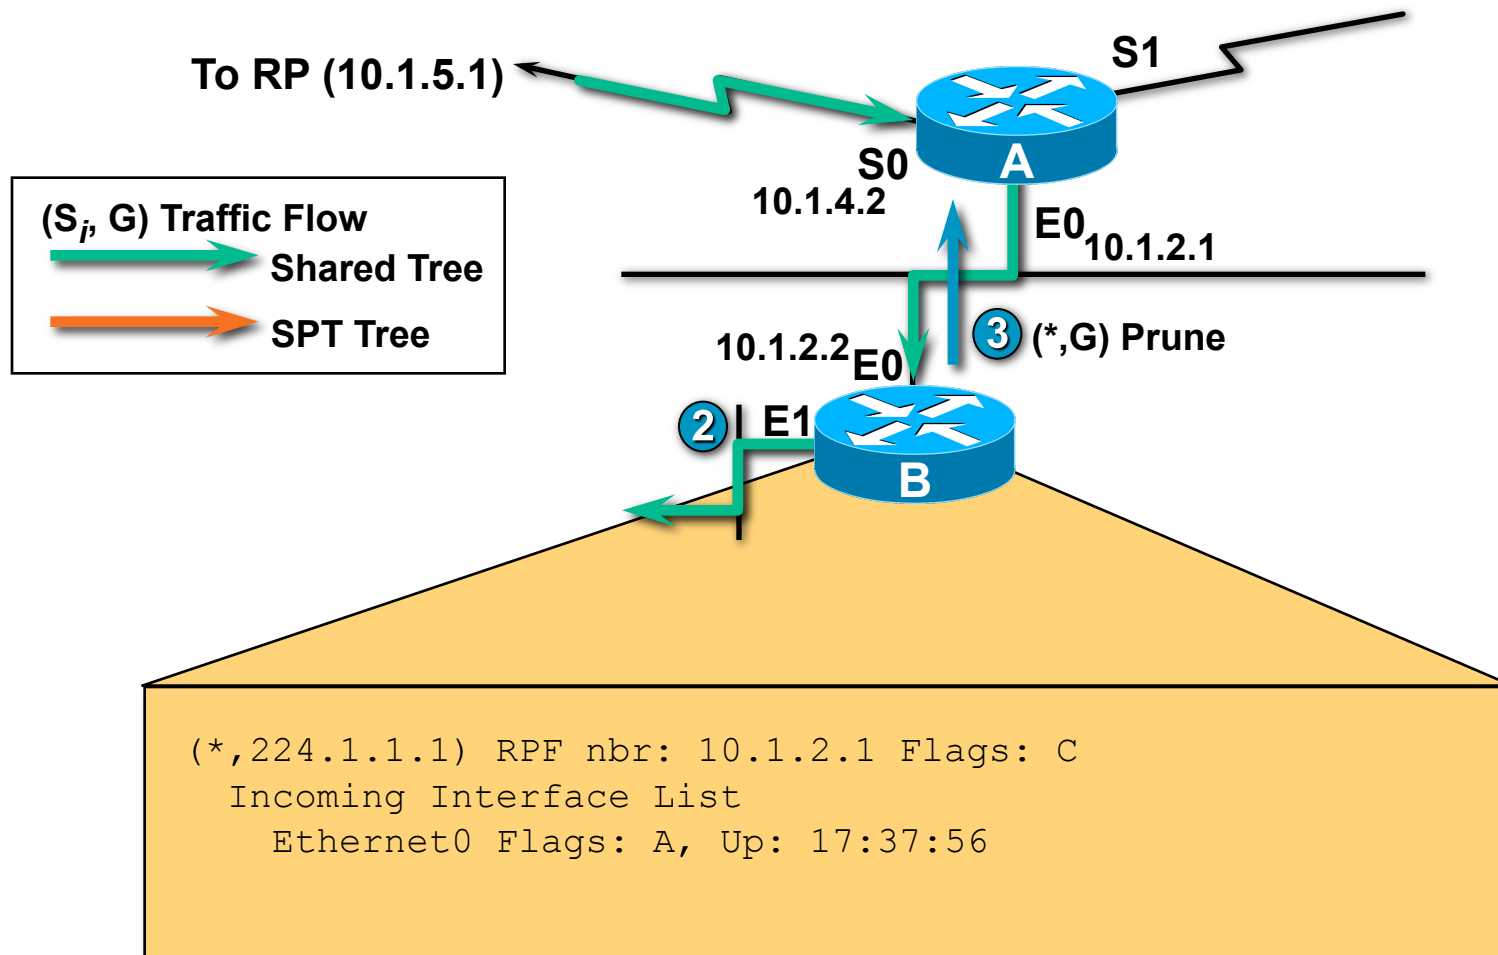 To RP (10.1.5.1)
S1
A
S0
10.1.4.2
E0
10.1.2.1
(Si, G) Traffic Flow
Shared Tree
SPT Tree
3 (*,G) Prune
10.1.2.2
E0
2
E1
B
(*,224.1.1.1) RPF nbr: 10.1.2.1 Flags: C
Incoming Interface List
Ethernet0 Flags: A, Up: 17:37:56